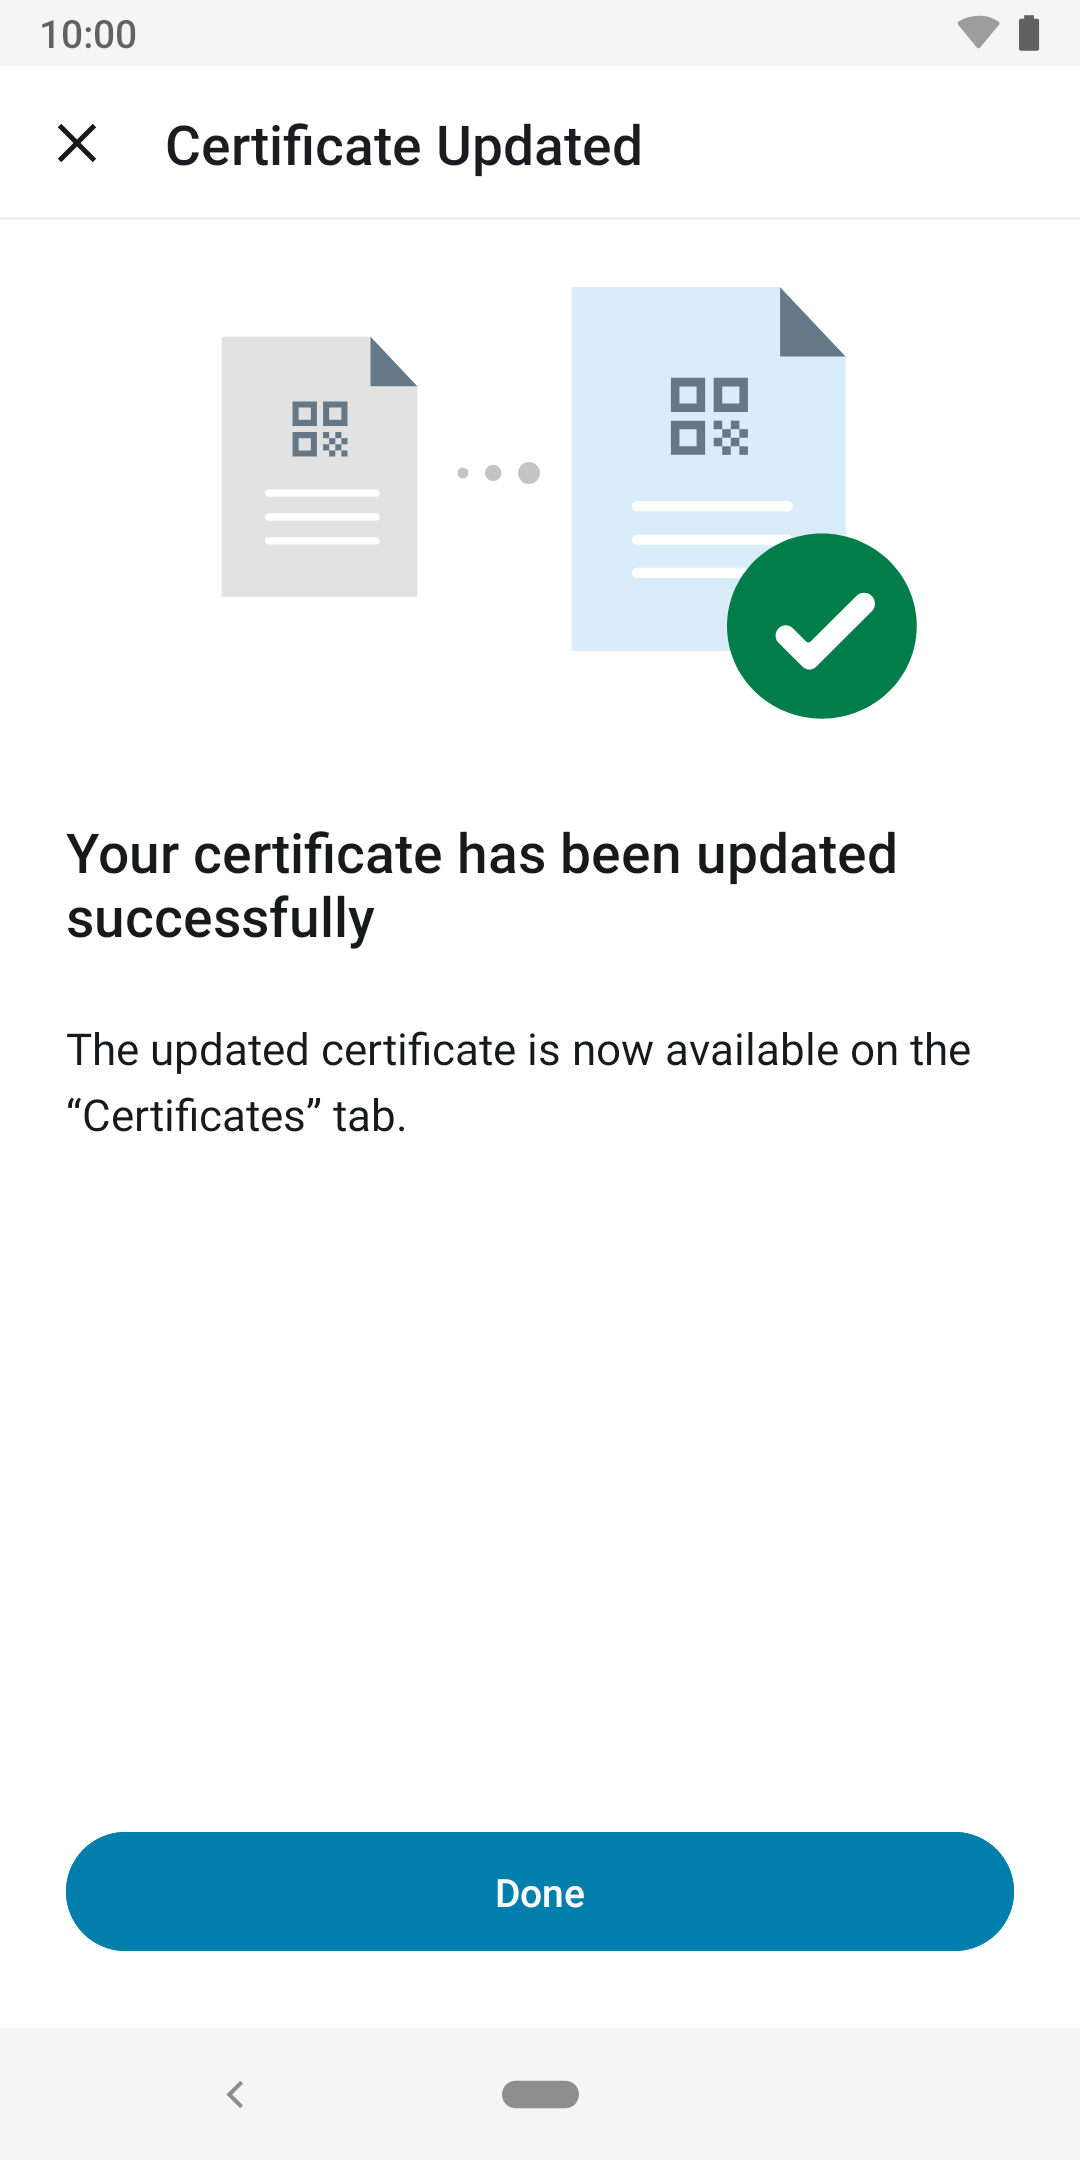 10:00
Certificate Updated
Your certificate has been updated
successfully
The updated certificate is now available on the
“Certificates” tab.
Done